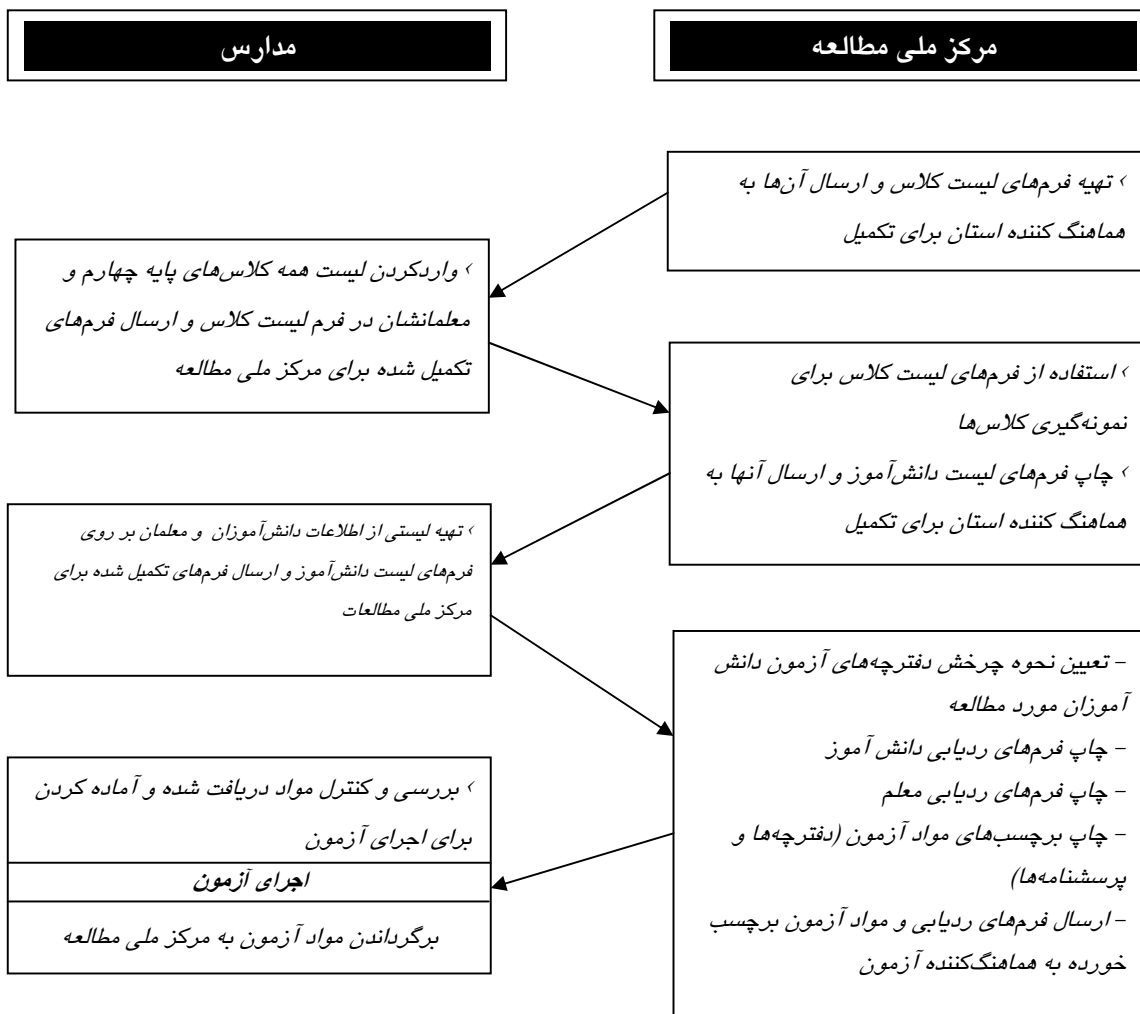 مرکز ملی مطالعه
مدارس
› تهیه فرم‌های لیست کلاس و ارسال آن‌ها به
هماهنگ کننده استان برای تکمیل
› واردکردن لیست همه کلاس‌های پایه چهارم و
معلمانشان در فرم لیست کلاس و ارسال فرم‌های
تکمیل شده برای مرکز ملی مطالعه
› استفاده از فرم‌های لیست کلاس برای
نمونه‌گیری کلاس‌ها
› چاپ فرم‌های لیست دانش‌آموز و ارسال آنها به
هماهنگ کننده استان برای تکمیل
› تهیه لیستی از اطلاعات دانش‌آموزان و معلمان بر روی
فرم‌های لیست دانش‌آموز و ارسال فرم‌های تکمیل شده برای
مرکز ملی مطالعات
- تعیین نحوه چرخش دفترچه‌های آزمون دانش
آموزان مورد مطالعه
- چاپ فرم‌های ردیابی دانش آموز
- چاپ فرم‌های ردیابی معلم
- چاپ برچسب‌های مواد آزمون (دفترچه‌ها و
پرسشنامه‌ها)
- ارسال فرم‌های ردیابی و مواد آزمون برچسب
خورده به هماهنگ‌کننده آزمون
› بررسی و کنترل مواد دریافت شده و آماده کردن
برای اجرای آزمون
اجرای آزمون
برگرداندن مواد آزمون به مرکز ملی مطالعه